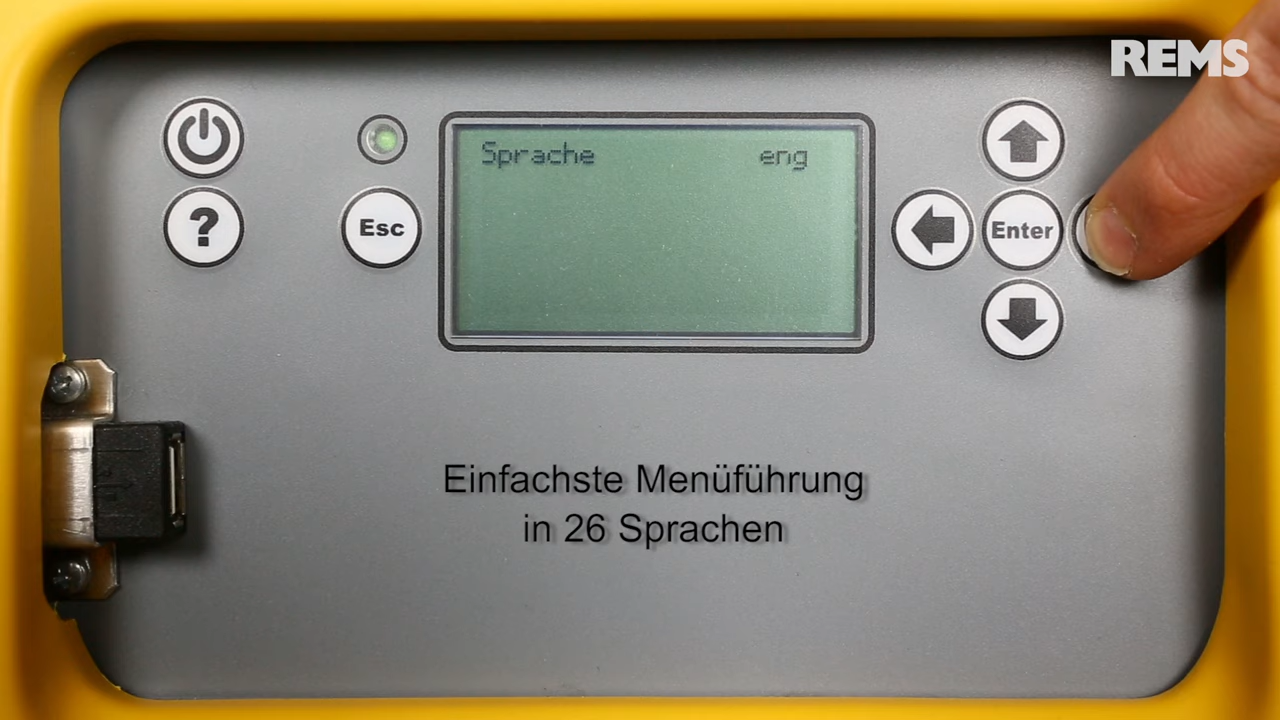 REMS
Sprache eng
?
Esc
Enter
Einfachste Menüführung
in 26 Sprachen